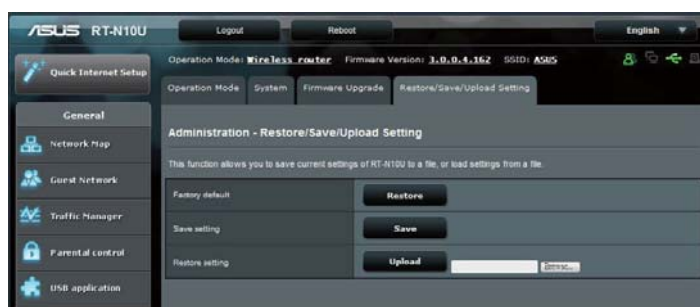 ASUS RT-N10U Logout Reboot English
Operation Mode: Wireless router Firmware Version: 3.0.0.4.162 SSID: ASUS
Quick Internet Setup
Operation Mode System Firmware Upgrade Restore/Save/Upload Setting
General
Administration - Restore/Save/Upload Setting
Network Map
This function allows you to save current settings of RT-N10U to a file, or load settings from a file.
Guest Network
Factory default Restore
Traffic Manager
Save setting Save
Parental control
Restore setting Upload Browse...
USB application